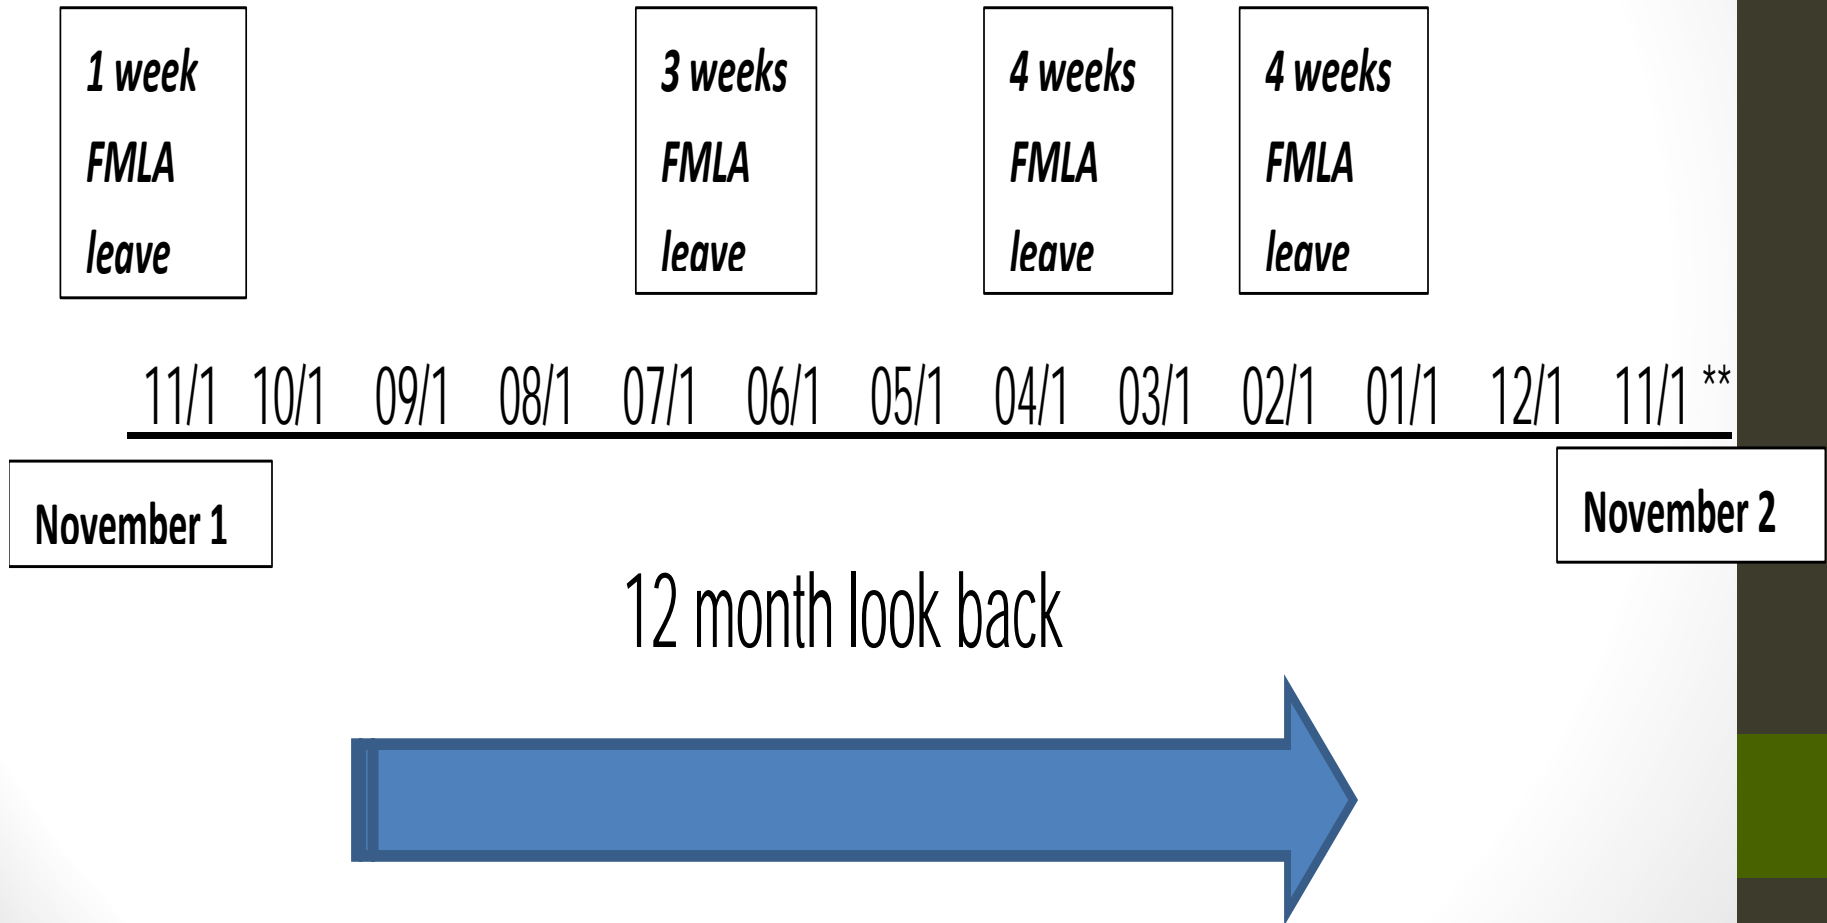 1 week
FMLA
leave
3 weeks
FMLA
leave
4 weeks
FMLA
leave
4 weeks
FMLA
leave
11/1 10/1 09/1 08/1 07/1 06/1 05/1 04/1 03/1 02/1 01/1 12/1 11/1 **
November 1
November 2
12 month look back